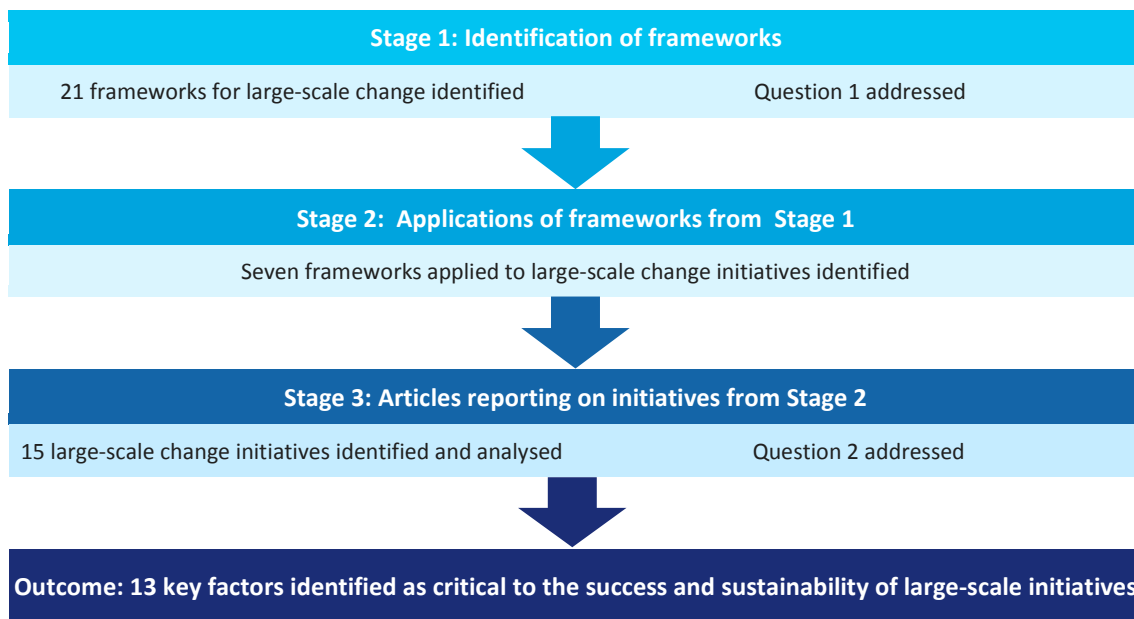 Stage 1: Identification of frameworks
21 frameworks for large-scale change identified Question 1 addressed
Stage 2: Applications of frameworks from Stage 1
Seven frameworks applied to large-scale change initiatives identified
Stage 3: Articles reporting on initiatives from Stage 2
15 large-scale change initiatives identified and analysed Question 2 addressed
Outcome: 13 key factors identified as critical to the success and sustainability of large-scale initiatives